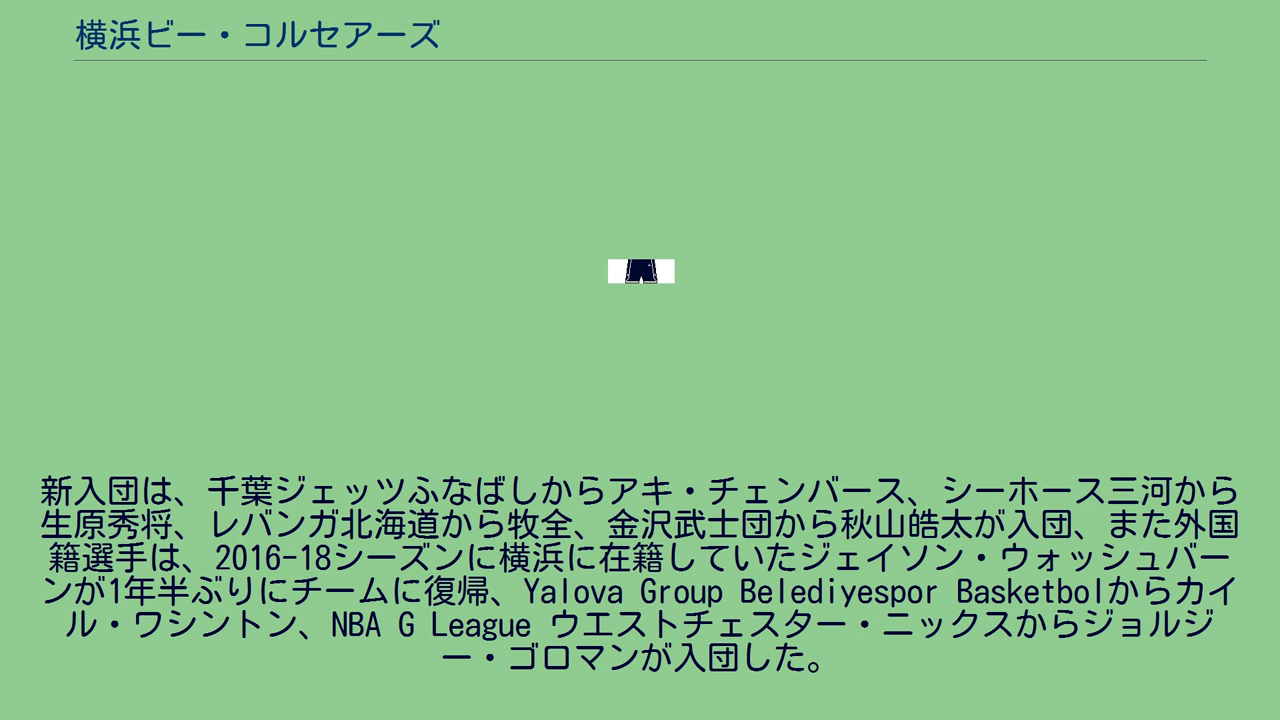 横浜ビー・コルセアーズ
新入団は、千葉ジェッツふなばしからアキ・チェンバース、シーホース三河から
生原秀将、レバンガ北海道から牧全、金沢武士団から秋山皓太が入団、また外国
籍選手は、2016-18シーズンに横浜に在籍していたジェイソン・ウォッシュバー
ンが1年半ぶりにチームに復帰、Yalova Group Belediyespor Basketbolからカイ
ル・ワシントン、NBA G League ウエストチェスター・ニックスからジョルジ
ー・ゴロマンが入団した。